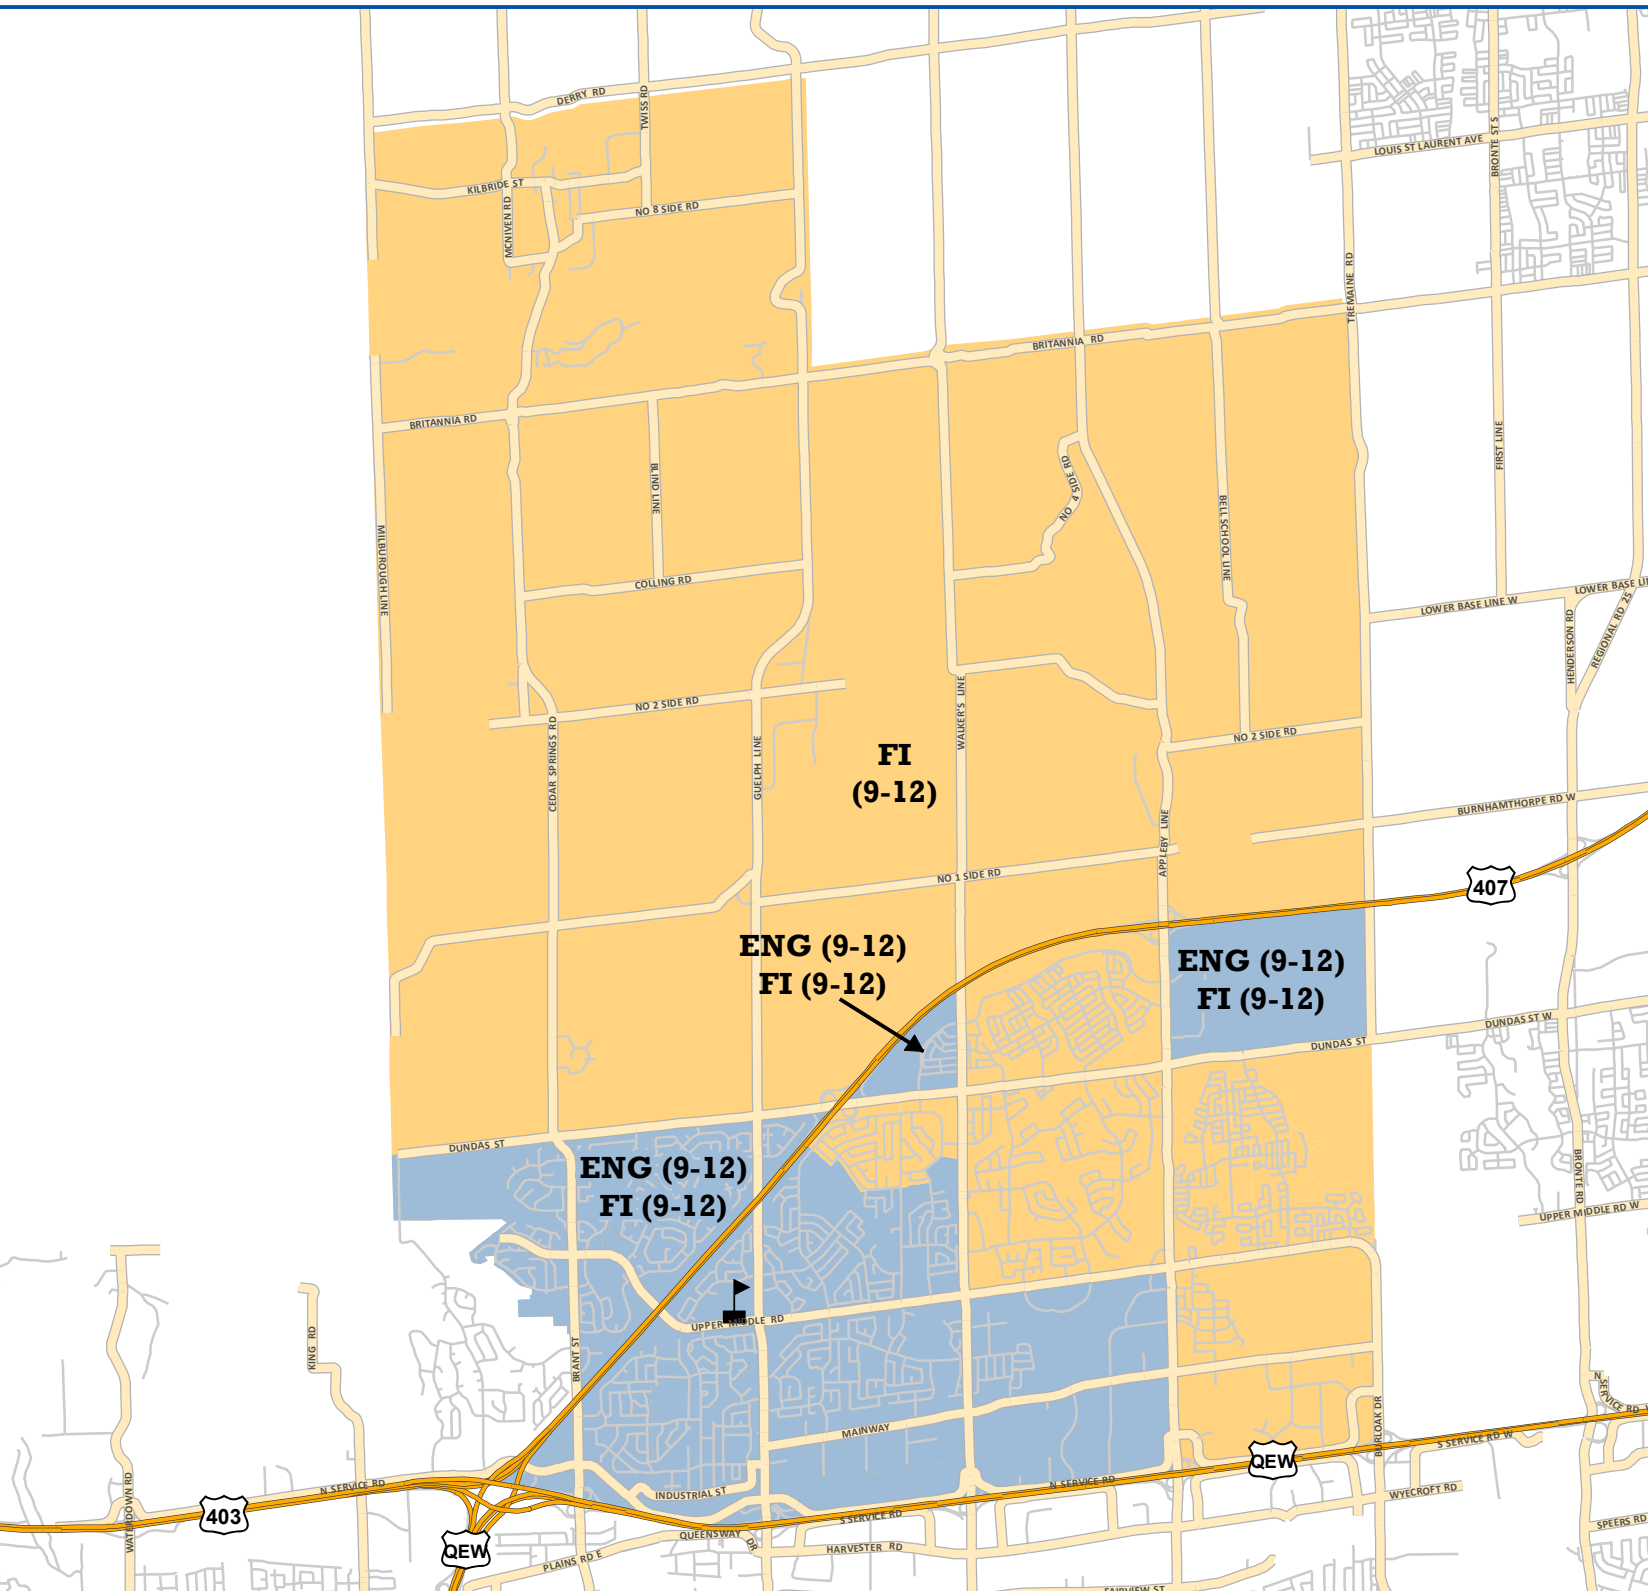 DERRY RD
TWISS RD
LOUIS ST LAURENT AVE
BRONTE ST S
KILBRIDE ST
MCNIVEN RD
NO 8 SIDE RD
TREMAINE RD
BRITANNIA RD
BRITANNIA RD
NO 4 SIDE RD
BLIND LINE
FIRST LINE
MILBUROUGH LINE
BELL SCHOOL LINE
COLLING RD
LOWER BASE LINE W
LOWER BASE LI
HENDERSON RD
REGIONAL RD 25
NO 2 SIDE RD
CEDAR SPRINGS RD
GUELPH LINE
WALKER'S LINE
NO 2 SIDE RD
FI
(9-12)
BURNHAMTHORPE RD W
APPLEBY LINE
NO 1 SIDE RD
407
ENG (9-12)
FI (9-12)
ENG (9-12)
FI (9-12)
DUNDAS ST W
DUNDAS ST
DUNDAS ST
ENG (9-12)
FI (9-12)
BRONTE RD
UPPER MIDDLE RD W
UPPER MIDDLE RD
KING RD
BRANT ST
N SERVICE RD
BURLOAK DR
MAINWAY
S SERVICE RD W
QEW
N SERVICE RD
N SERVICE RD
INDUSTRIAL ST
WYECROFT RD
WATERDOWN RD
403
S SERVICE RD
SPEERS RD
QUEENSWAY
DR
HARVESTER RD
QEW
PLAINS RD E
FAIRVIEW ST